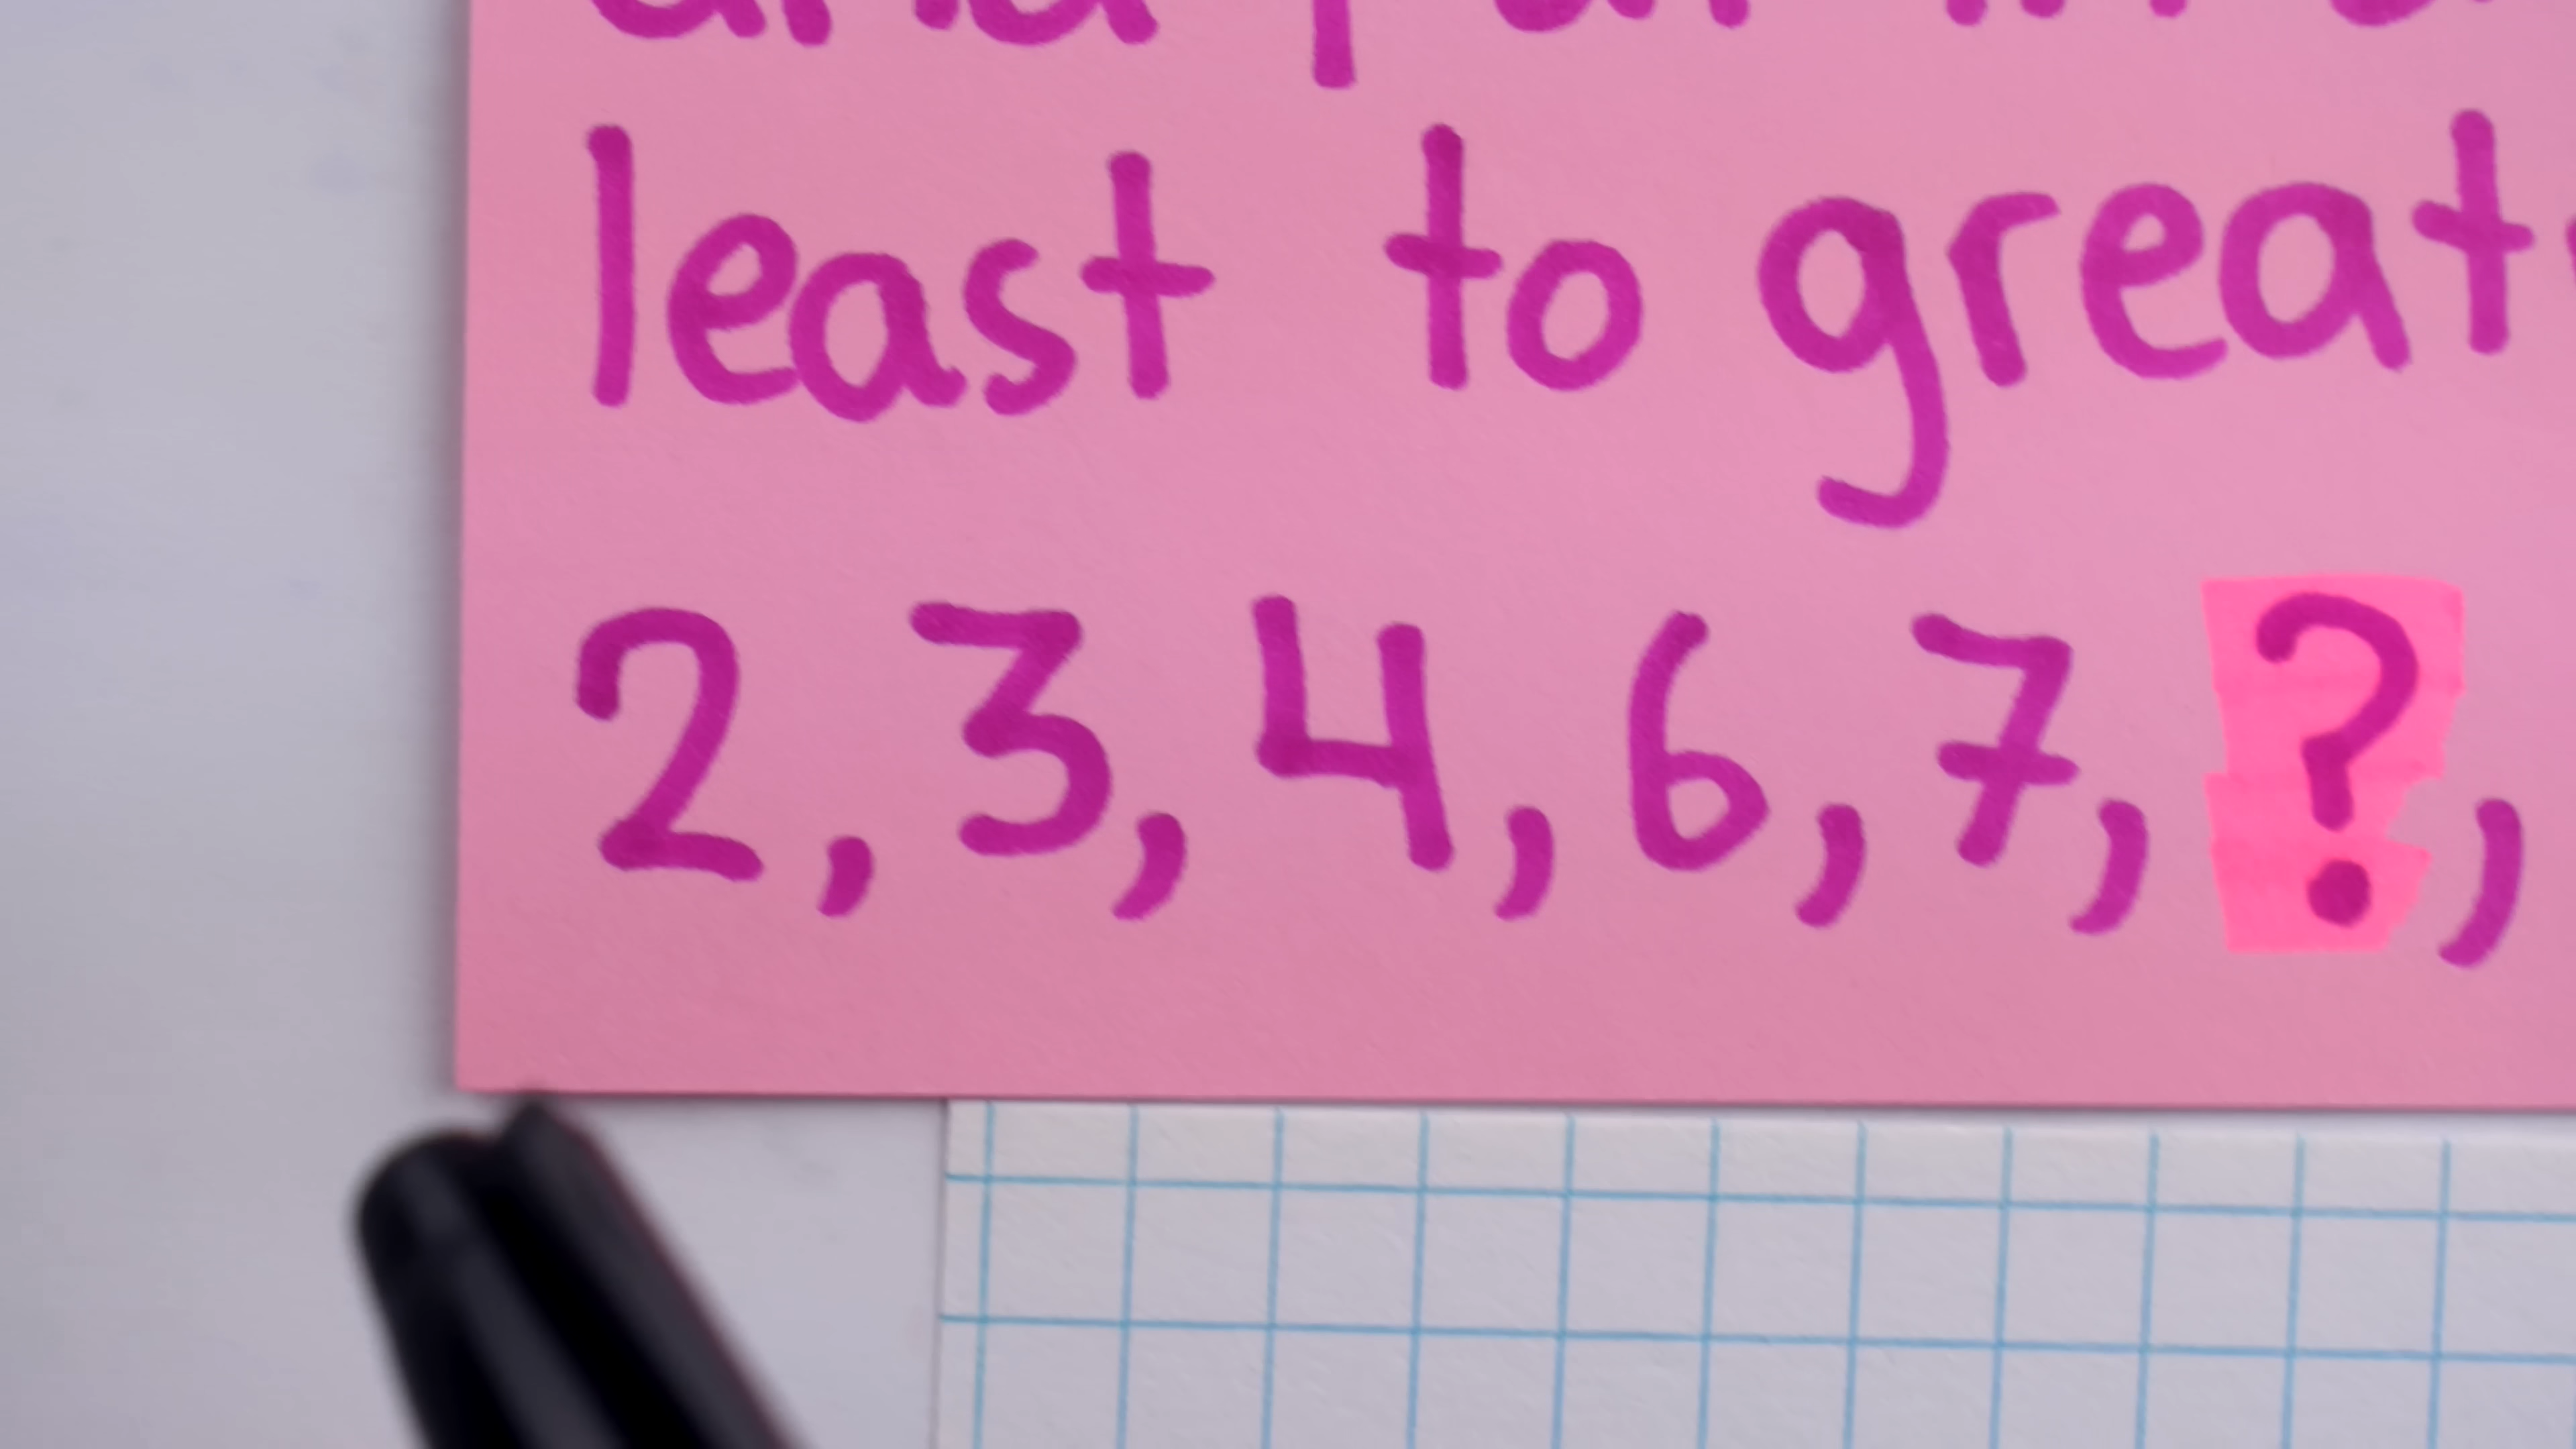 least to great
2, 3, 4, 6, 7, ?,